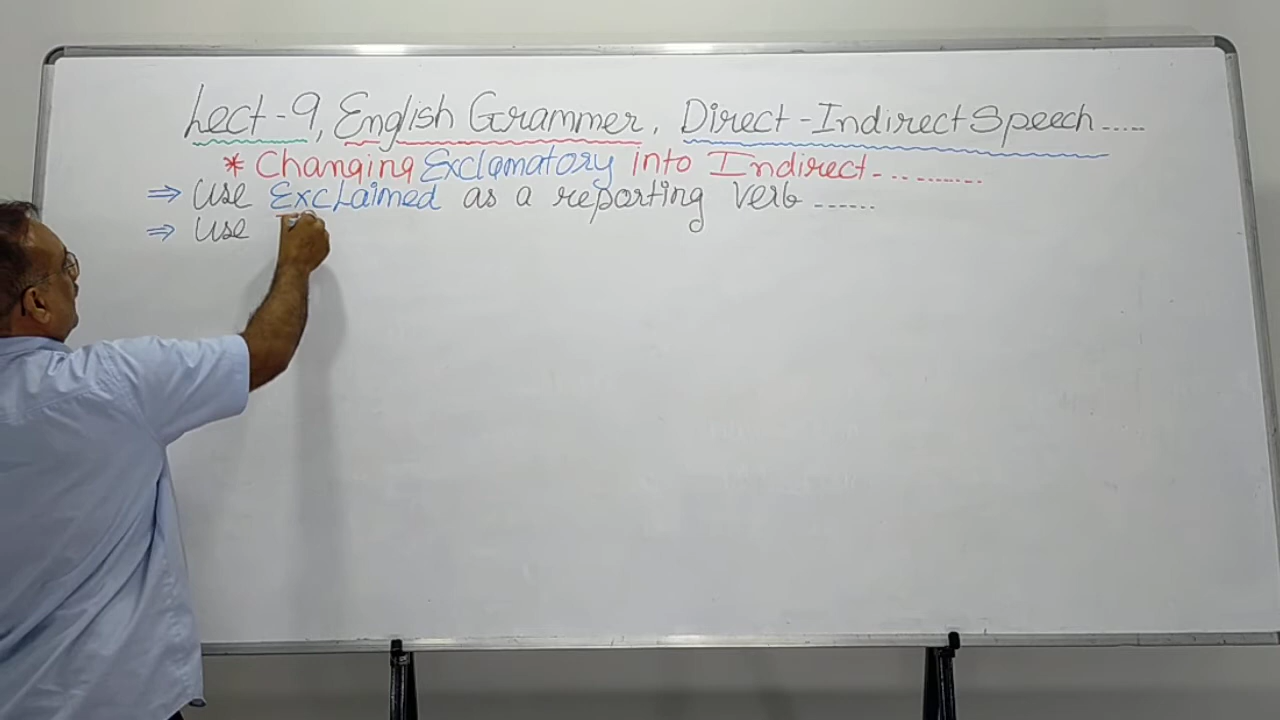 Lect-9, English Grammer, Direct-Indirect Speech.....
* Changing Exclamatory into Indirect...........
⇒ Use Exclaimed as a reporting verb ......
⇒ Use